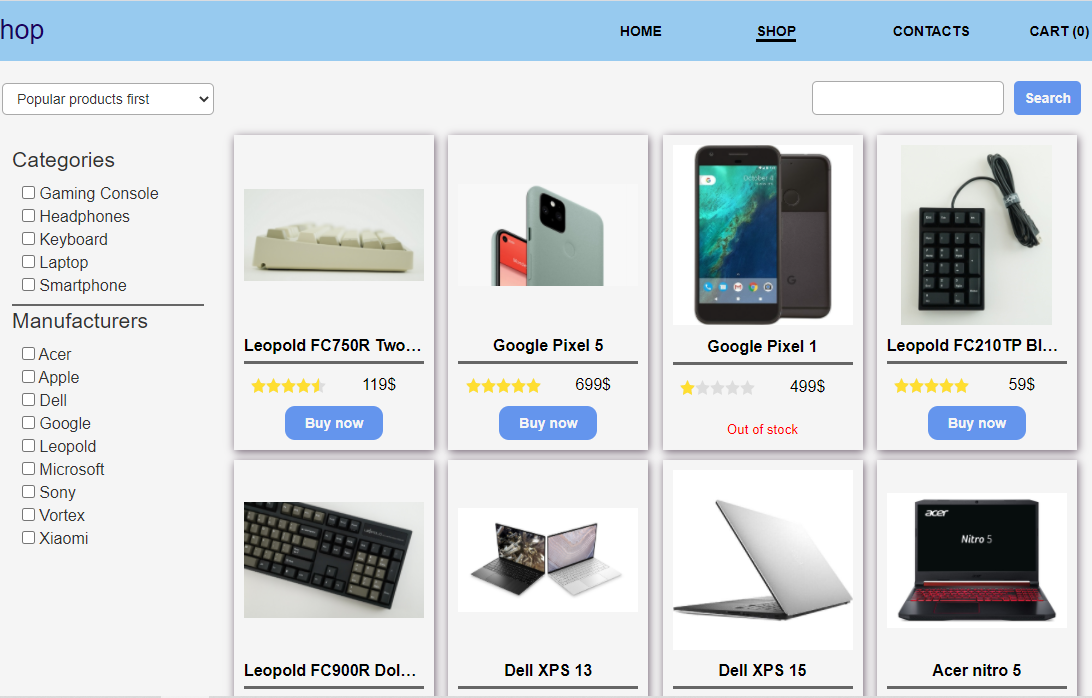 hop
HOME
SHOP
CONTACTS
CART (0)
Popular products first
Search
Categories
Gaming Console
Headphones
Keyboard
Laptop
Smartphone
Manufacturers
Acer
Apple
Dell
Google
Leopold
Microsoft
Sony
Vortex
Xiaomi
Leopold FC750R Two...
119$
Buy now
Google Pixel 5
699$
Buy now
Google Pixel 1
499$
Out of stock
Leopold FC210TP Bl...
59$
Buy now
Leopold FC900R Dol...
Dell XPS 13
Dell XPS 15
acer
Nitro 5
Acer nitro 5